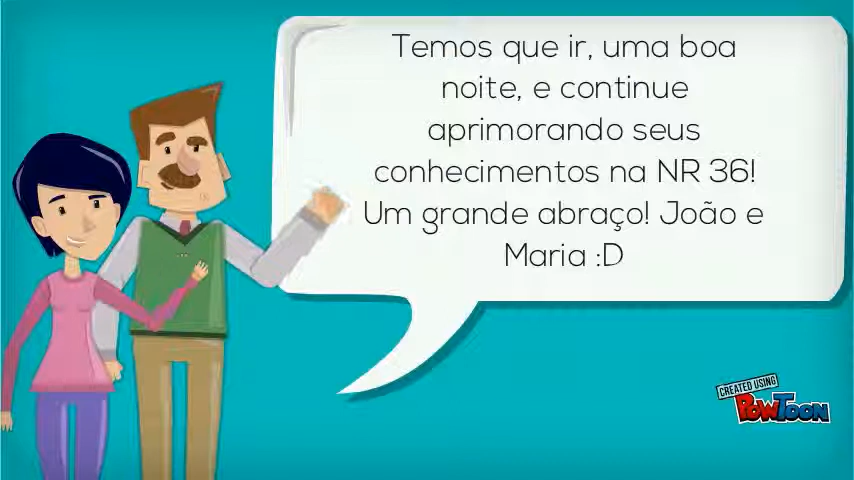 Temos que ir, uma boa
noite, e continue
aprimorando seus
conhecimentos na NR 36!
Um grande abraço! João e
Maria :D
CREATED USING
POWTOON